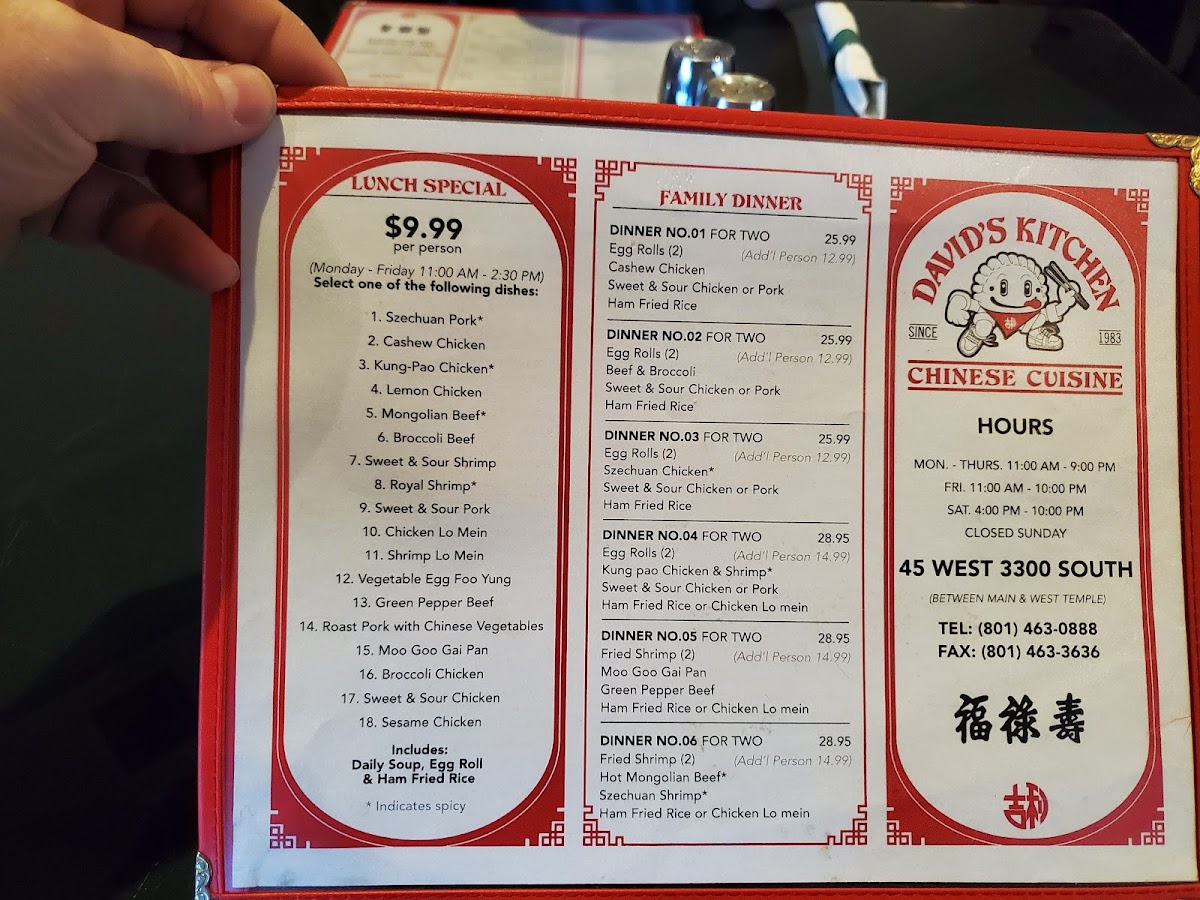 LUNCH SPECIAL
$9.99
per person
(Monday - Friday 11:00 AM - 2:30 PM)
Select one of the following dishes:
1. Szechuan Pork*
2. Cashew Chicken
3. Kung-Pao Chicken*
4. Lemon Chicken
5. Mongolian Beef*
6. Broccoli Beef
7. Sweet & Sour Shrimp
8. Royal Shrimp*
9. Sweet & Sour Pork
10. Chicken Lo Mein
11. Shrimp Lo Mein
12. Vegetable Egg Foo Yung
13. Green Pepper Beef
14. Roast Pork with Chinese Vegetables
15. Moo Goo Gai Pan
16. Broccoli Chicken
17. Sweet & Sour Chicken
18. Sesame Chicken
Includes:
Daily Soup, Egg Roll
& Ham Fried Rice
* Indicates spicy
FAMILY DINNER
DINNER NO.01 FOR TWO 25.99
Egg Rolls (2) (Add'l Person 12.99)
Cashew Chicken
Sweet & Sour Chicken or Pork
Ham Fried Rice
DINNER NO.02 FOR TWO 25.99
Egg Rolls (2) (Add'l Person 12.99)
Beef & Broccoli
Sweet & Sour Chicken or Pork
Ham Fried Rice
DINNER NO.03 FOR TWO 25.99
Egg Rolls (2) (Add'l Person 12.99)
Szechuan Chicken*
Sweet & Sour Chicken or Pork
Ham Fried Rice
DINNER NO.04 FOR TWO 28.95
Egg Rolls (2) (Add'l Person 14.99)
Kung pao Chicken & Shrimp*
Sweet & Sour Chicken or Pork
Ham Fried Rice or Chicken Lo mein
DINNER NO.05 FOR TWO 28.95
Fried Shrimp (2) (Add'l Person 14.99)
Moo Goo Gai Pan
Green Pepper Beef
Ham Fried Rice or Chicken Lo mein
DINNER NO.06 FOR TWO 28.95
Fried Shrimp (2) (Add'l Person 14.99)
Hot Mongolian Beef*
Szechuan Shrimp*
Ham Fried Rice or Chicken Lo mein
DAVID'S KITCHEN
SINCE 1983
CHINESE CUISINE
HOURS
MON. - THURS. 11:00 AM - 9:00 PM
FRI. 11:00 AM - 10:00 PM
SAT. 4:00 PM - 10:00 PM
CLOSED SUNDAY
45 WEST 3300 SOUTH
(BETWEEN MAIN & WEST TEMPLE)
TEL: (801) 463-0888
FAX: (801) 463-3636
福祿壽
吉利